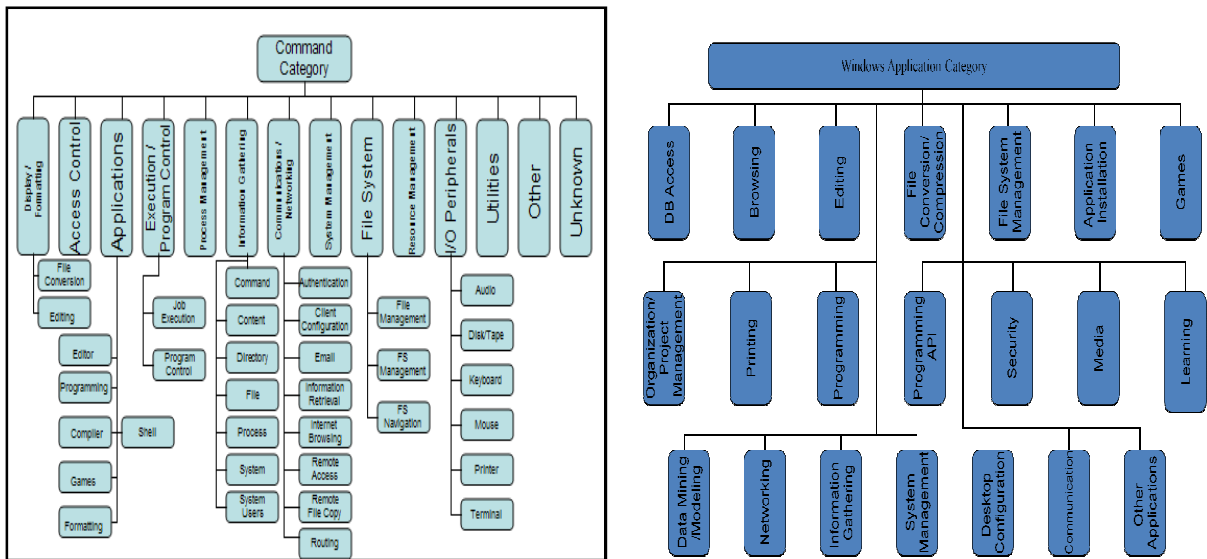 Command
Category
Display /
Formatting
Access Control
Applications
Execution /
Program Control
Process Management
Information Gathering
Communications /
Networking
System Management
File System
Resource Management
I/O Peripherals
Utilities
Other
Unknown
File
Conversion
Editing
Editor
Programming
Compiler
Shell
Games
Formatting
Job
Execution
Program
Control
Command
Content
Directory
File
Process
System
System
Users
Authentication
Client
Configuration
Email
Information
Retrieval
Internet
Browsing
Remote
Access
Remote
File Copy
Routing
File
Management
FS
Management
FS
Navigation
Audio
Disk/Tape
Keyboard
Mouse
Printer
Terminal
Windows Application Category
DB Access
Browsing
Editing
File
Conversion/
Compression
File System
Management
Application
Installation
Games
Organization/
Project
Management
Printing
Programming
Programming
API
Security
Media
Learning
Data Mining
/Modeling
Networking
Information
Gathering
System
Management
Desktop
Configuration
Communication
Other
Applications